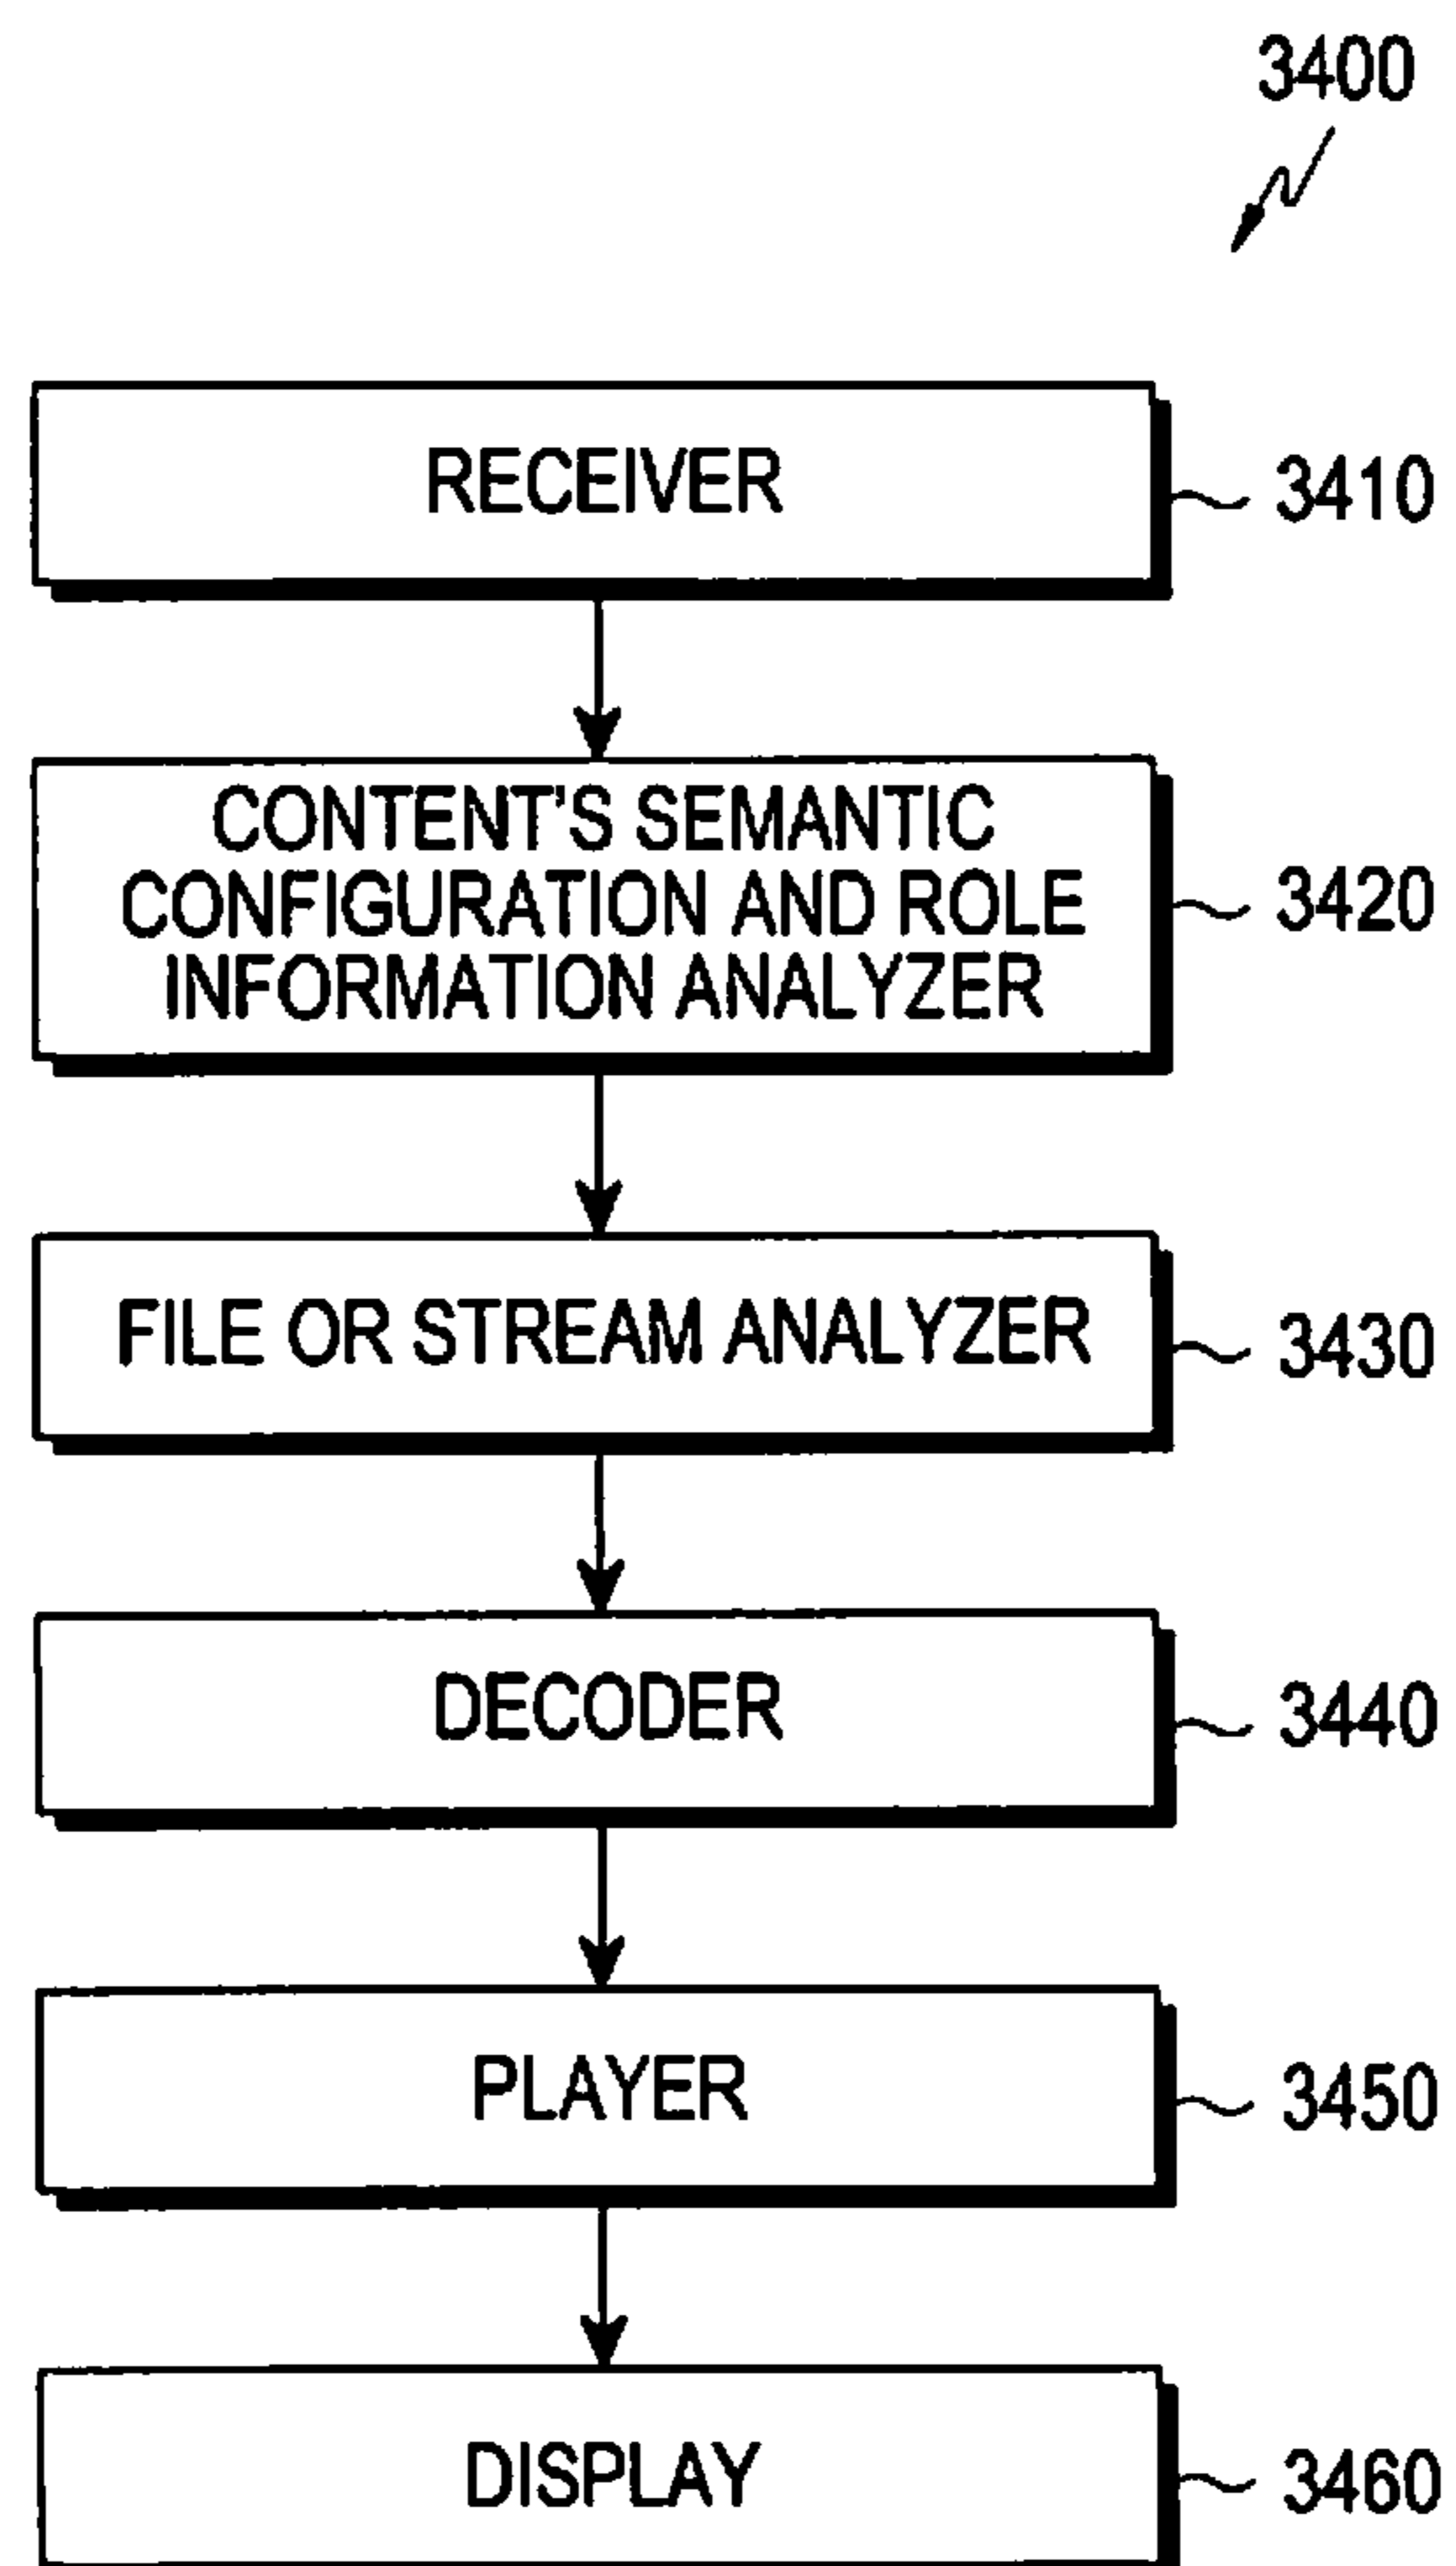 3400
RECEIVER
3410
CONTENT'S SEMANTIC
CONFIGURATION AND ROLE
INFORMATION ANALYZER
3420
FILE OR STREAM ANALYZER
3430
DECODER
3440
PLAYER
3450
DISPLAY
3460